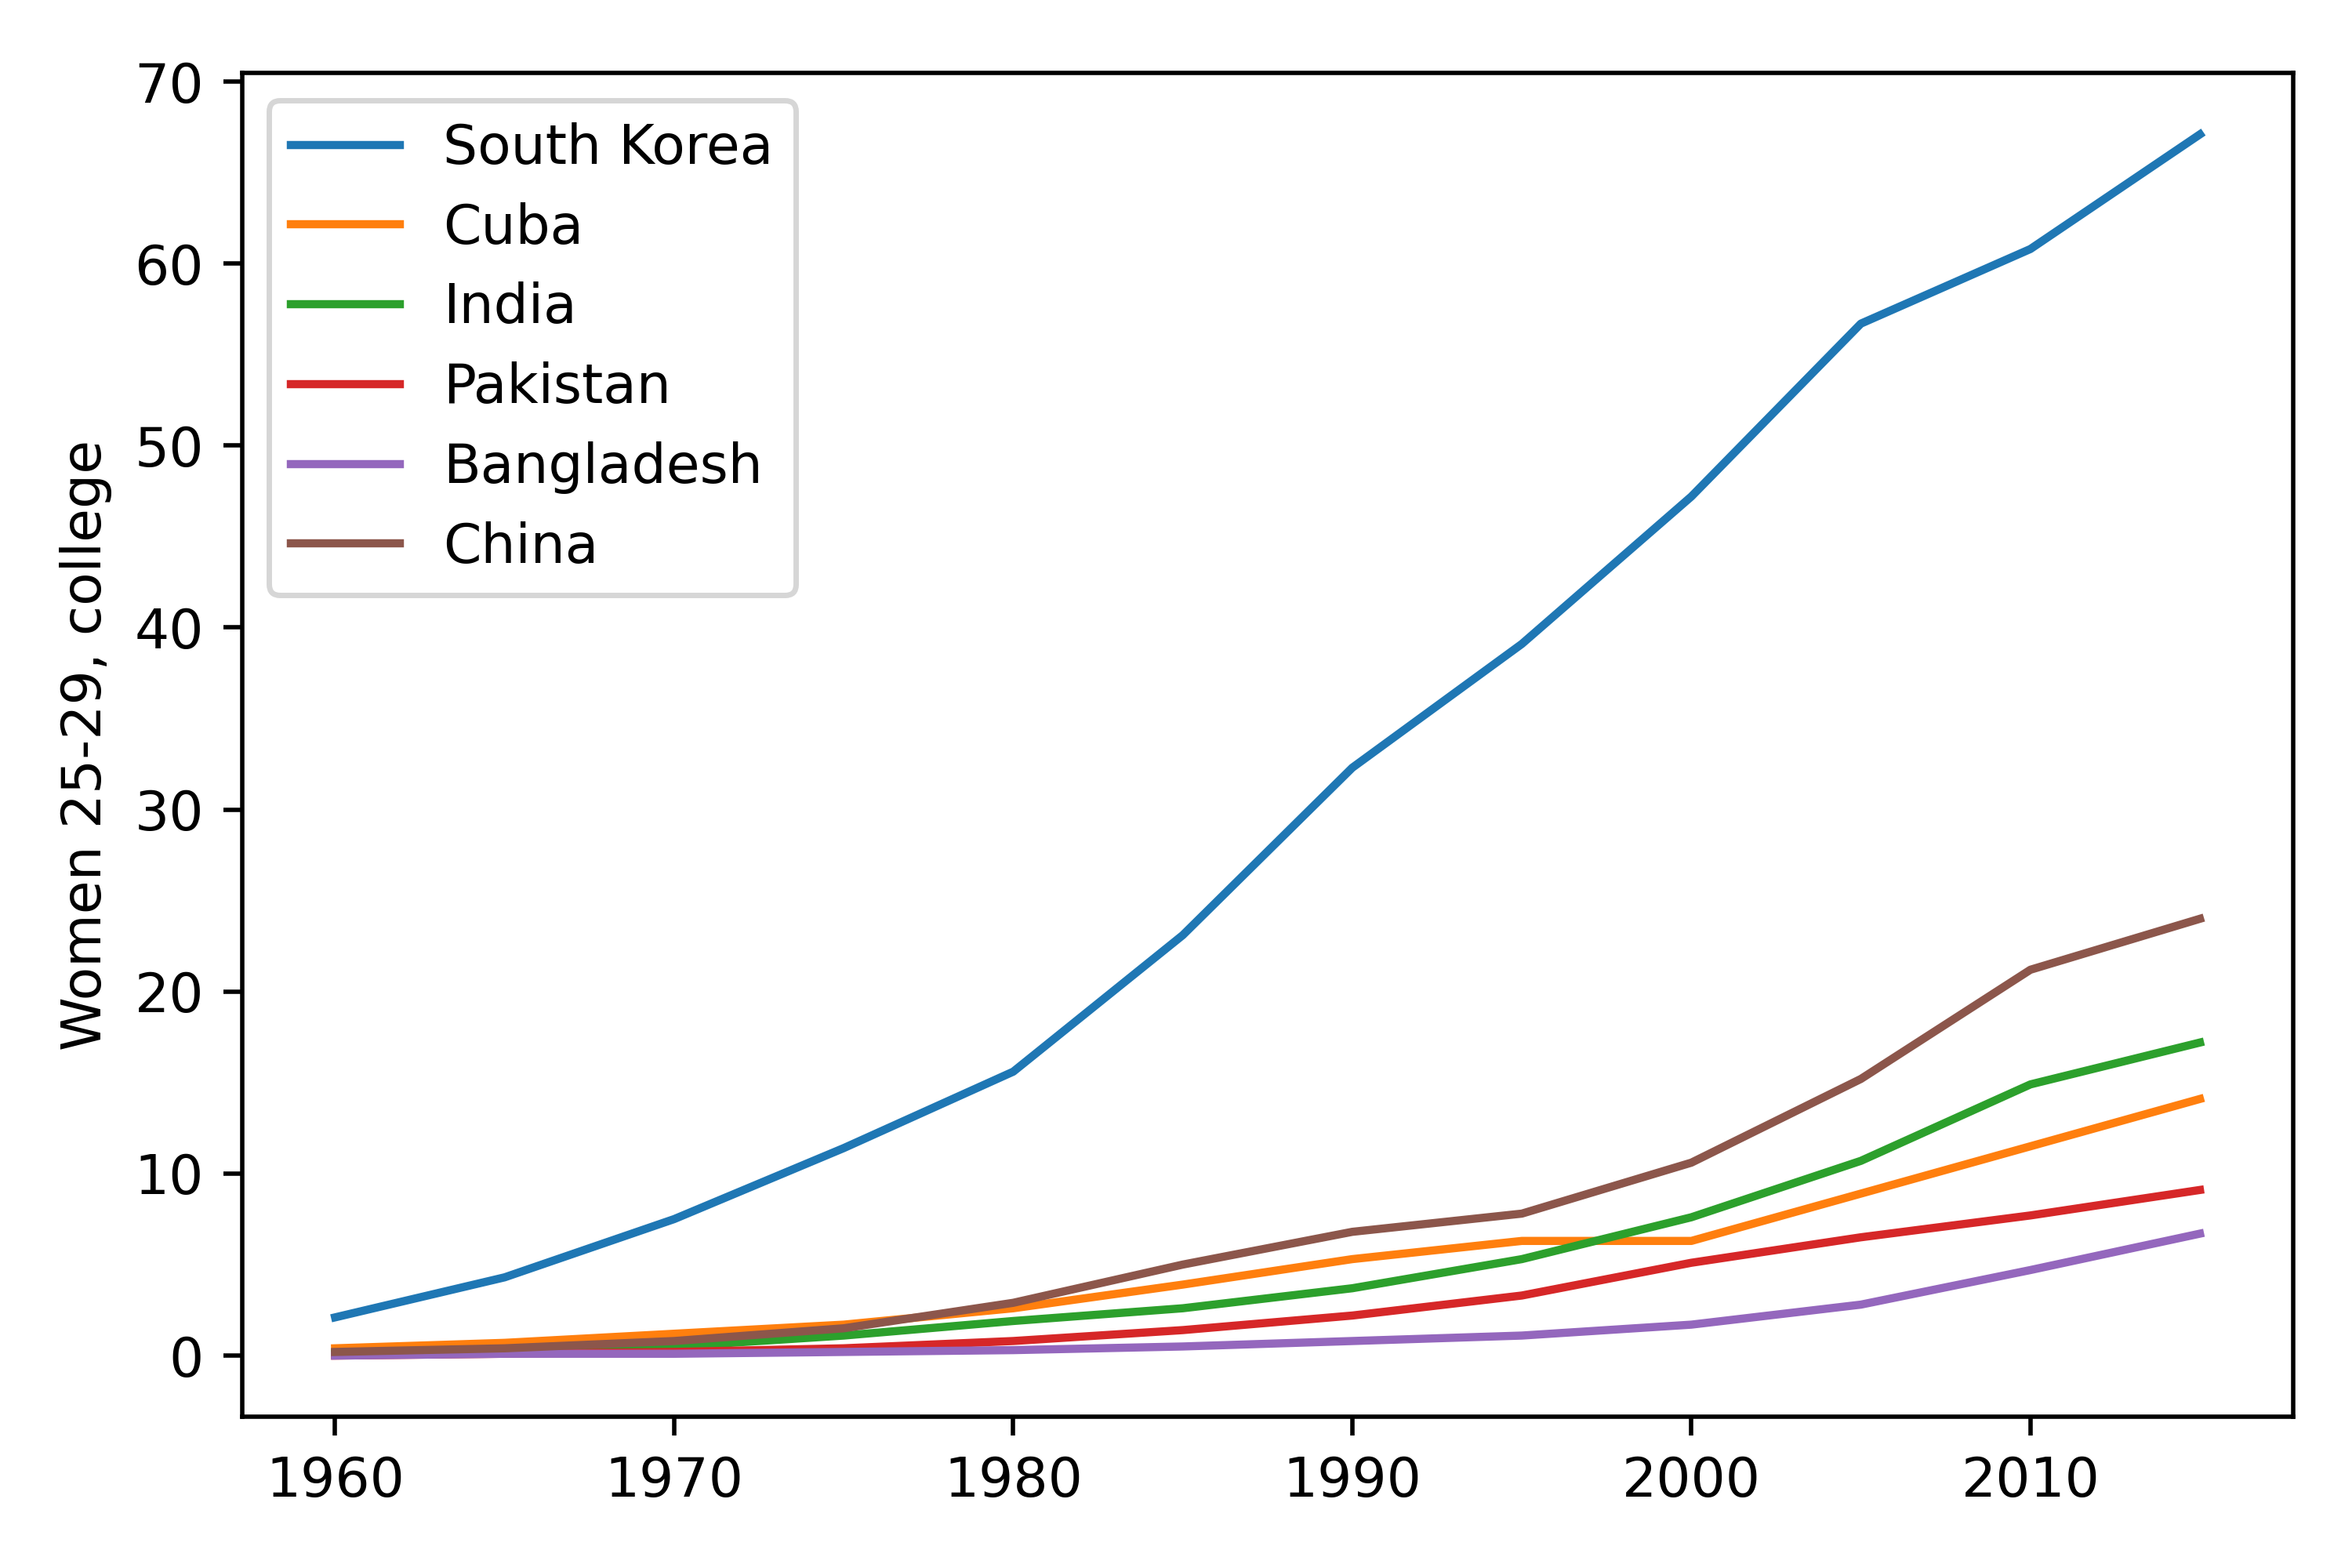 70
60
50
40
30
20
10
0
Women 25-29, college
South Korea
Cuba
India
Pakistan
Bangladesh
China
1960 1970 1980 1990 2000 2010